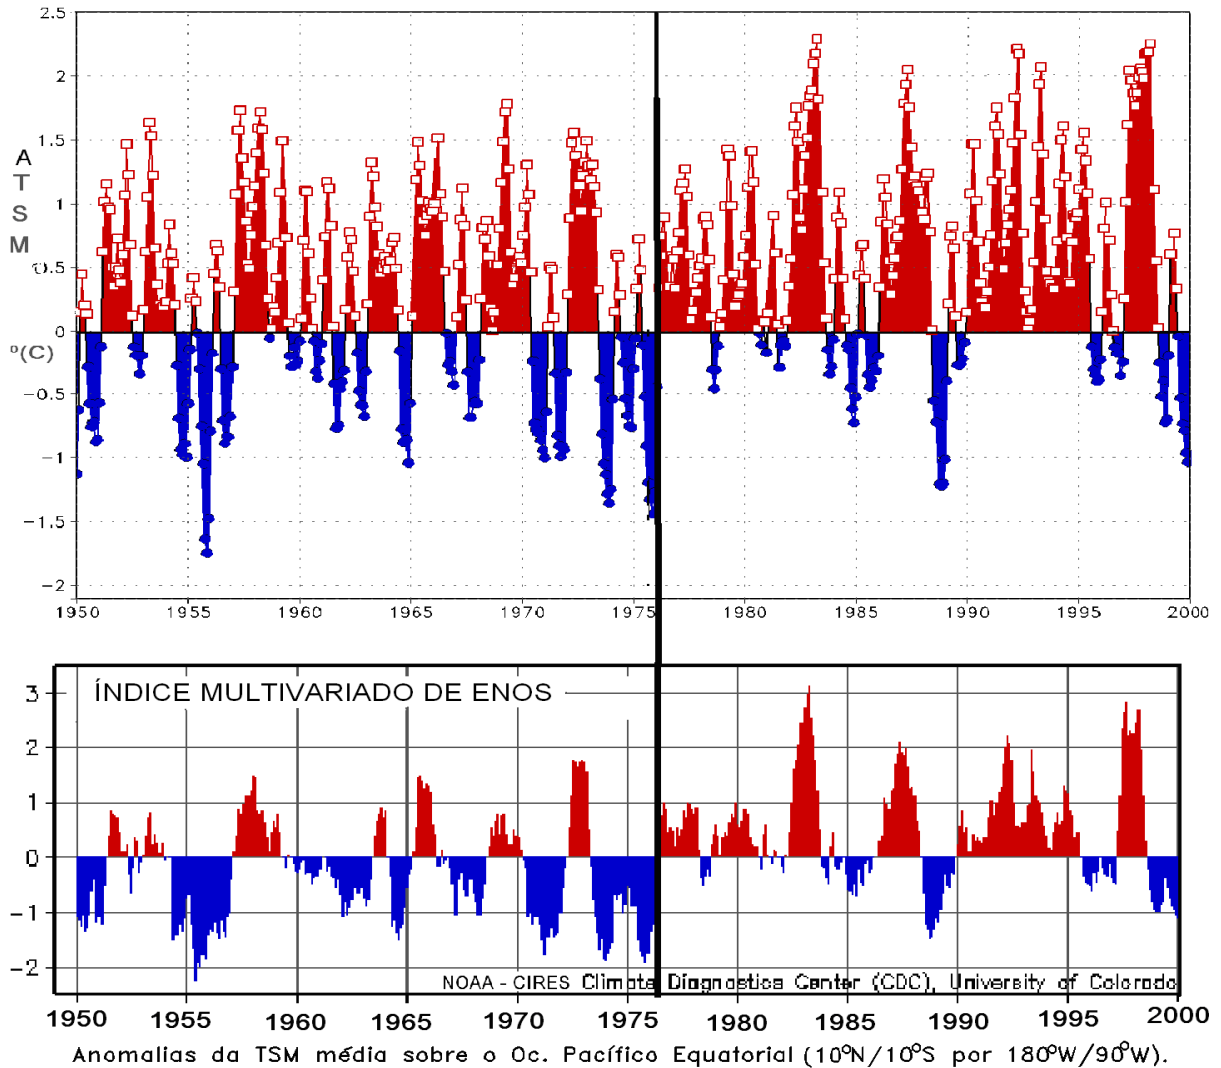 2.5
2
1.5
1
0.5
0
−0.5
−1
−1.5
−2
A
T
S
M
º(C)
1950 1955 1960 1965 1970 1975 1980 1985 1990 1995 2000
ÍNDICE MULTIVARIADO DE ENOS
3
2
1
0
−1
−2
NOAA - CIRES Climate Diagnostics Center (CDC), University of Colorado
1950 1955 1960 1965 1970 1975 1980 1985 1990 1995 2000
Anomalias da TSM média sobre o Oc. Pacífico Equatorial (10ºN/10ºS por 180ºW/90ºW).